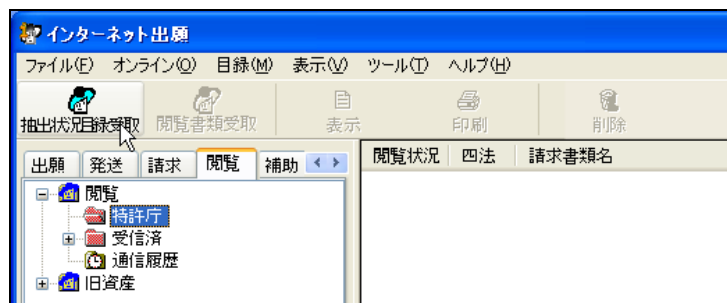 インターネット出願
ファイル(F) オンライン(O) 目録(M) 表示(V) ツール(T) ヘルプ(H)
抽出状況目録受取 閲覧書類受取 表示 印刷 削除
出願 発送 請求 閲覧 補助
閲覧状況 四法 請求書類名
閲覧
特許庁
受信済
通信履歴
旧資産